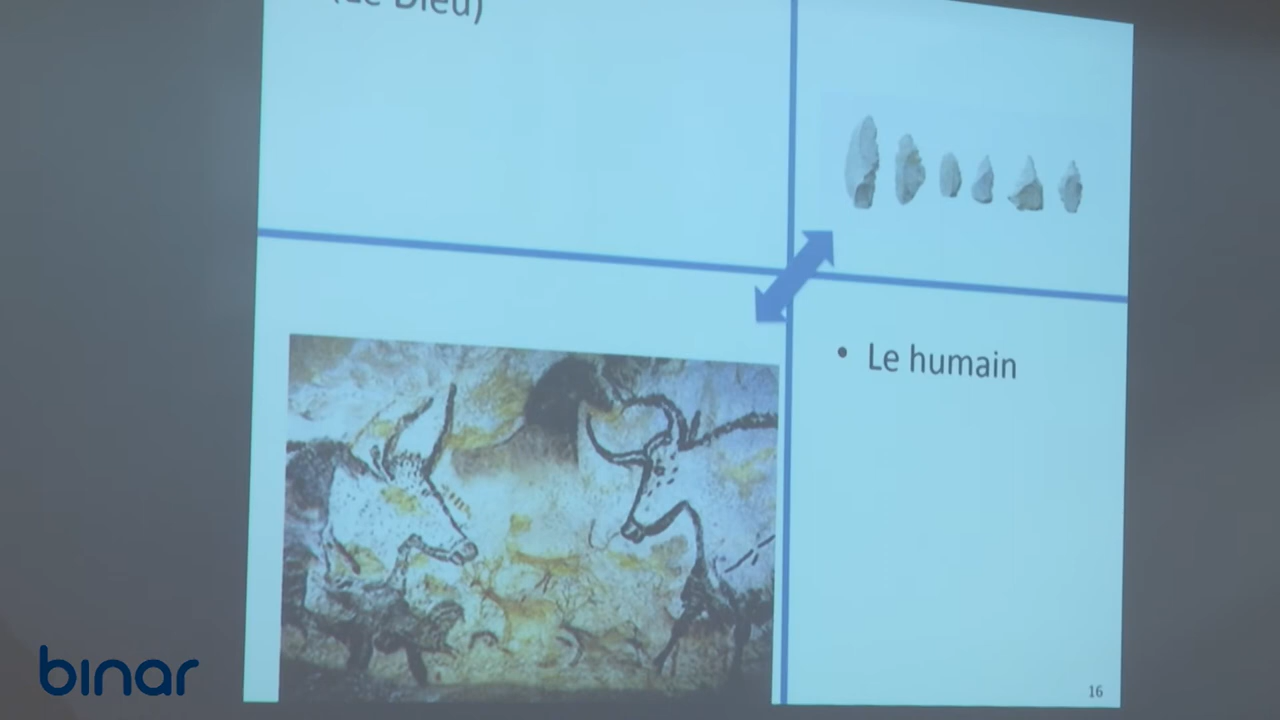 (Le Dieu)
• Le humain
16
binar